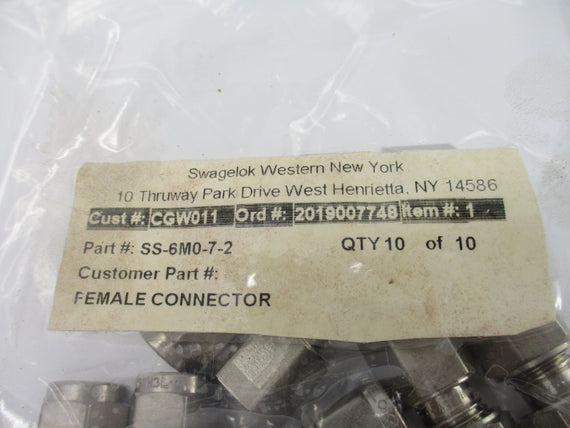 Swagelok Western New York
10 Thruway Park Drive West Henrietta, NY 14586
Cust #: CGW011 Ord #: 2019007748 Item #: 1
Part #: SS-6M0-7-2 QTY 10 of 10
Customer Part #:
FEMALE CONNECTOR